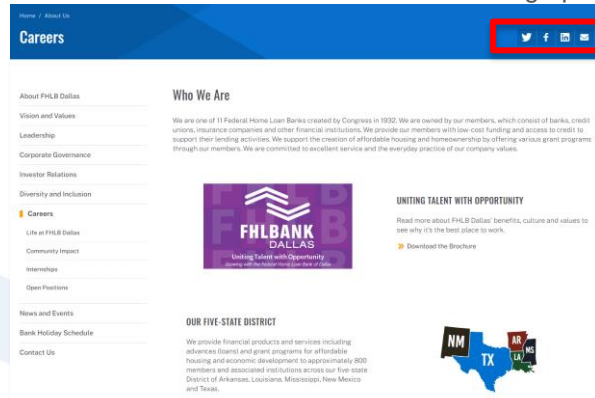 Home / About Us
Careers
About FHLB Dallas
Vision and Values
Leadership
Corporate Governance
Investor Relations
Diversity and Inclusion
Careers
Life at FHLB Dallas
Community Impact
Internships
Open Positions
News and Events
Bank Holiday Schedule
Contact Us
Who We Are
We are one of 11 Federal Home Loan Banks created by Congress in 1932. We are owned by our members, which consist of banks, credit
unions, insurance companies and other financial institutions. We provide our members with low-cost funding and access to credit to
support their lending activities. We support the creation of affordable housing and homeownership by offering various grant programs
through our members. We are committed to excellent service and the everyday practice of our company values.
FHLB
FHLBANK
DALLAS
Uniting Talent with Opportunity
Growing with the Federal Home Loan Bank of Dallas
UNITING TALENT WITH OPPORTUNITY
Read more about FHLB Dallas' benefits, culture and values to
see why it's the best place to work.
Download the Brochure
OUR FIVE-STATE DISTRICT
We provide financial products and services including
advances (loans) and grant programs for affordable
housing and economic development to approximately 800
members and associated institutions across our five-state
District of Arkansas, Louisiana, Mississippi, New Mexico
and Texas.
NM
TX
AR
LA
MS